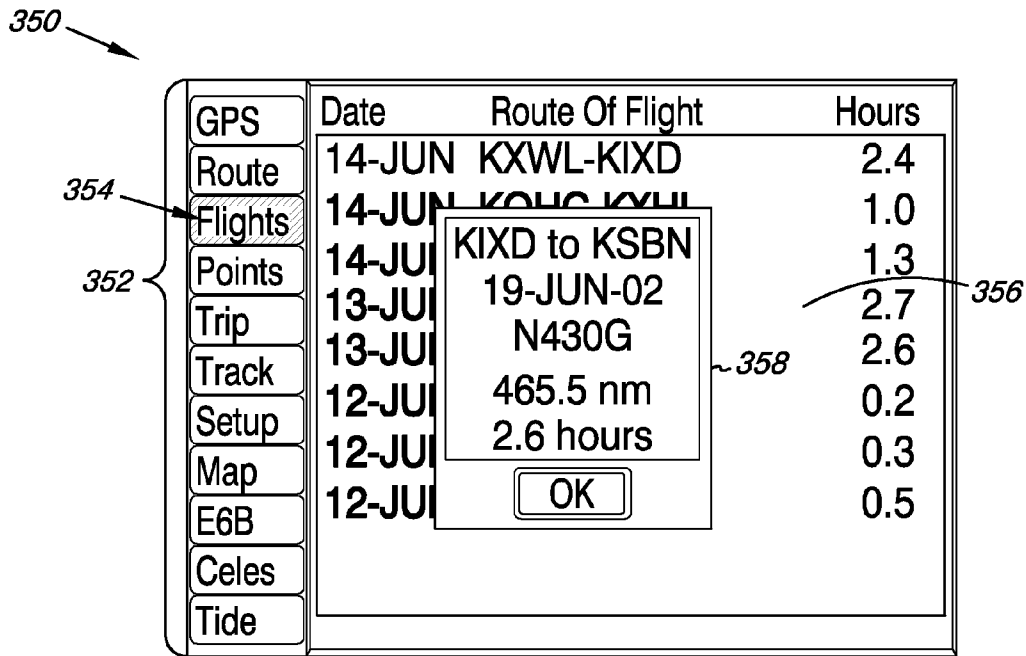 350
GPS
Route
Flights
Points
Trip
Track
Setup
Map
E6B
Celes
Tide
354
352
Date Route Of Flight Hours
14-JUN KXWL-KIXD 2.4
14-JUN 1.0
1.3
2.7
2.6
0.2
0.3
0.5
KIXD to KSBN
19-JUN-02
N430G
465.5 nm
2.6 hours
OK
356
358